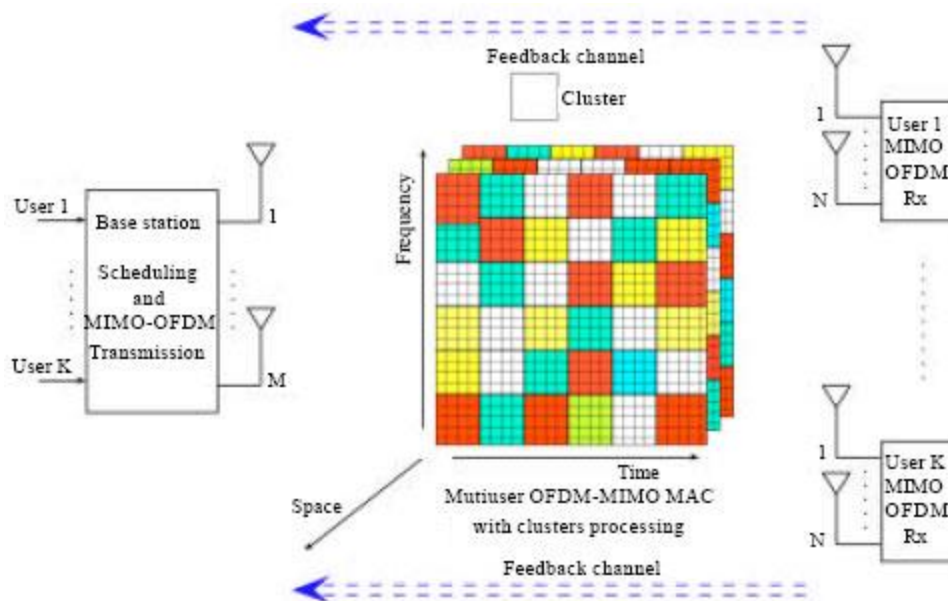 Feedback channel
Cluster
User 1
Base station
Scheduling
and
MIMO-OFDM
Transmission
User K
1
M
Frequency
Time
Space
Mutiuser OFDM-MIMO MAC
with clusters processing
Feedback channel
1
N
User 1
MIMO
OFDM
Rx
1
N
User K
MIMO
OFDM
Rx